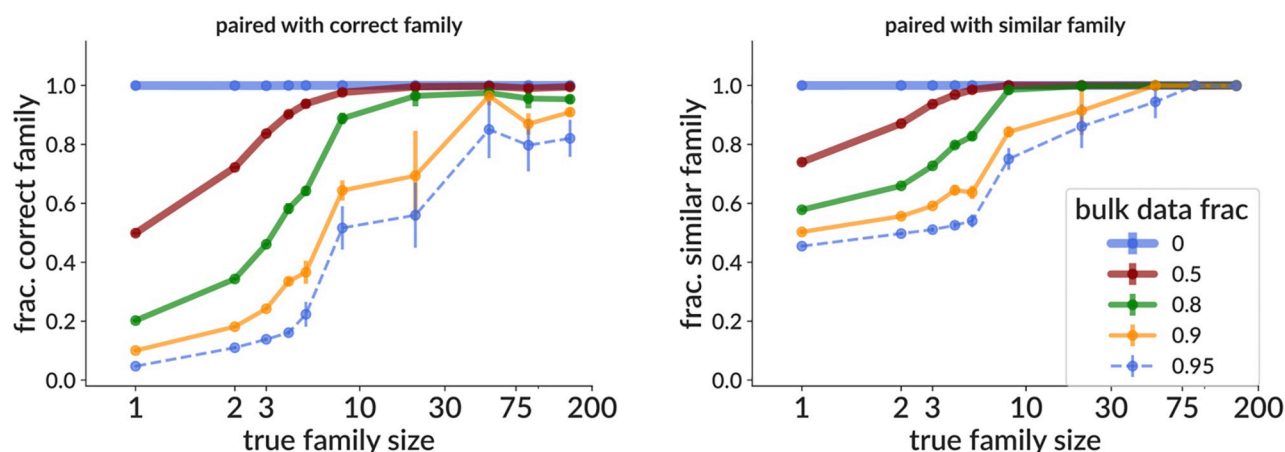 paired with correct family
frac. correct family
1.0
0.8
0.6
0.4
0.2
0.0
1 2 3 10 30 75 200
true family size
paired with similar family
frac. similar family
1.0
0.8
0.6
0.4
0.2
0.0
1 2 3 10 30 75 200
true family size
bulk data frac
0
0.5
0.8
0.9
0.95